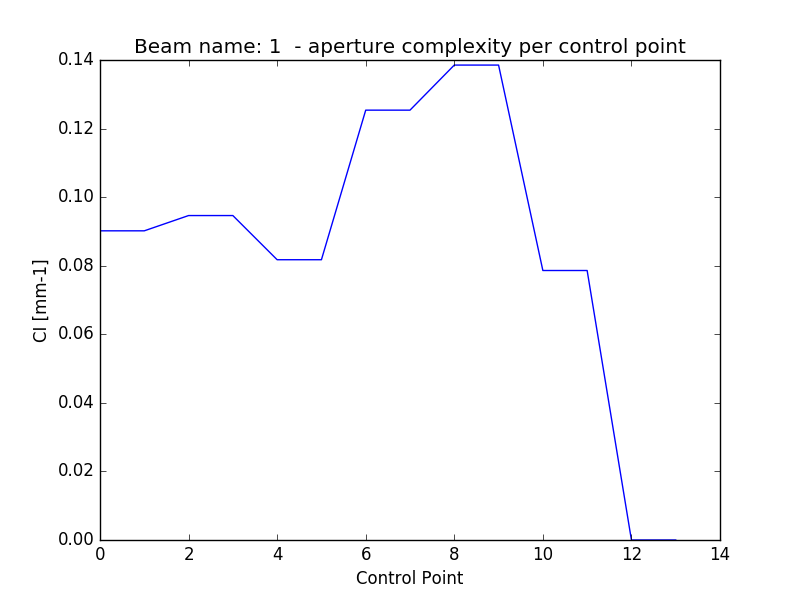 Beam name: 1  - aperture complexity per control point
0.14
0.12
0.10
0.08
0.06
0.04
0.02
0.00
CI [mm-1]
0 2 4 6 8 10 12 14
Control Point